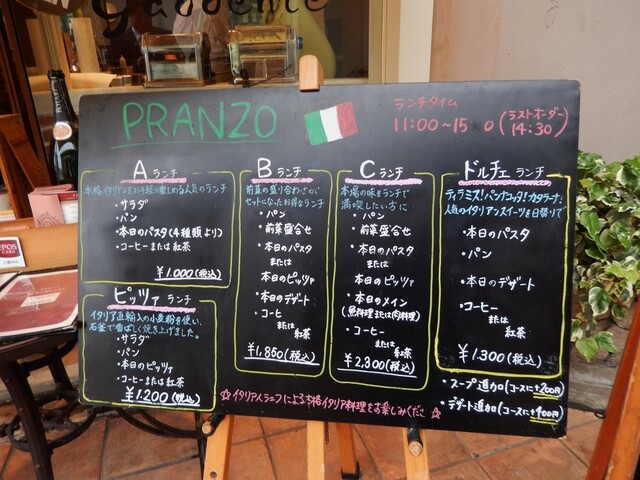 gaudente
PRANZO
ランチタイム
11:00～15 0 (ラストオーダー 14:30)
A ランチ
本格イタリアンをお手軽に楽しめる人気のランチ
・サラダ
・パン
・本日のパスタ(4種類より)
・コーヒーまたは紅茶
¥1.000(税込)
ピッツァ ランチ
イタリア直輸入の小麦粉を使い、
石釜で香ばしく焼き上げました。
・サラダ
・パン
・本日のピッツァ
・コーヒーまたは紅茶
¥1.200(税込)
B ランチ
前菜の盛り合わせが
セットになったお得なランチ
・パン
・前菜盛合せ
・本日のパスタ
または
本日のピッツァ
・本日のデザート
・コーヒ
または
紅茶
¥1,850(税込)
C ランチ
本場の味をランチで
満喫したい方に
・パン
・前菜盛合せ
・本日のパスタ
または
本日のピッツァ
・本日のメイン
(魚料理または肉料理)
・コーヒー
または
紅茶
¥2,300(税込)
ドルチェ ランチ
ティラミス!パンナコッタ!カタラーナ!
人気のイタリアンスイーツを日替りで
・本日のパスタ
・パン
・本日のデザート
・コーヒー
または
紅茶
¥1.300(税込)
・スープ追加(コースに+200円)
・デザート追加(コースに+400円)
☆イタリア人シェフによる本格イタリア料理をお楽しみくださ ☆
EPOS
CARD